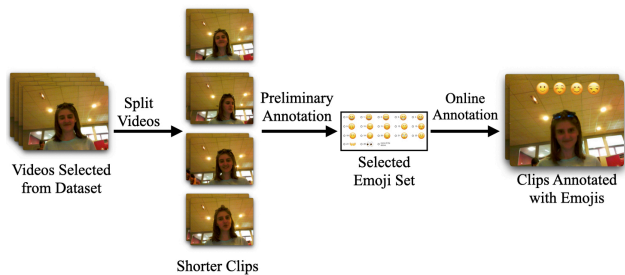 Split
Videos
Preliminary
Annotation
Online
Annotation
Videos Selected
from Dataset
Selected
Emoji Set
Clips Annotated
with Emojis
Shorter Clips